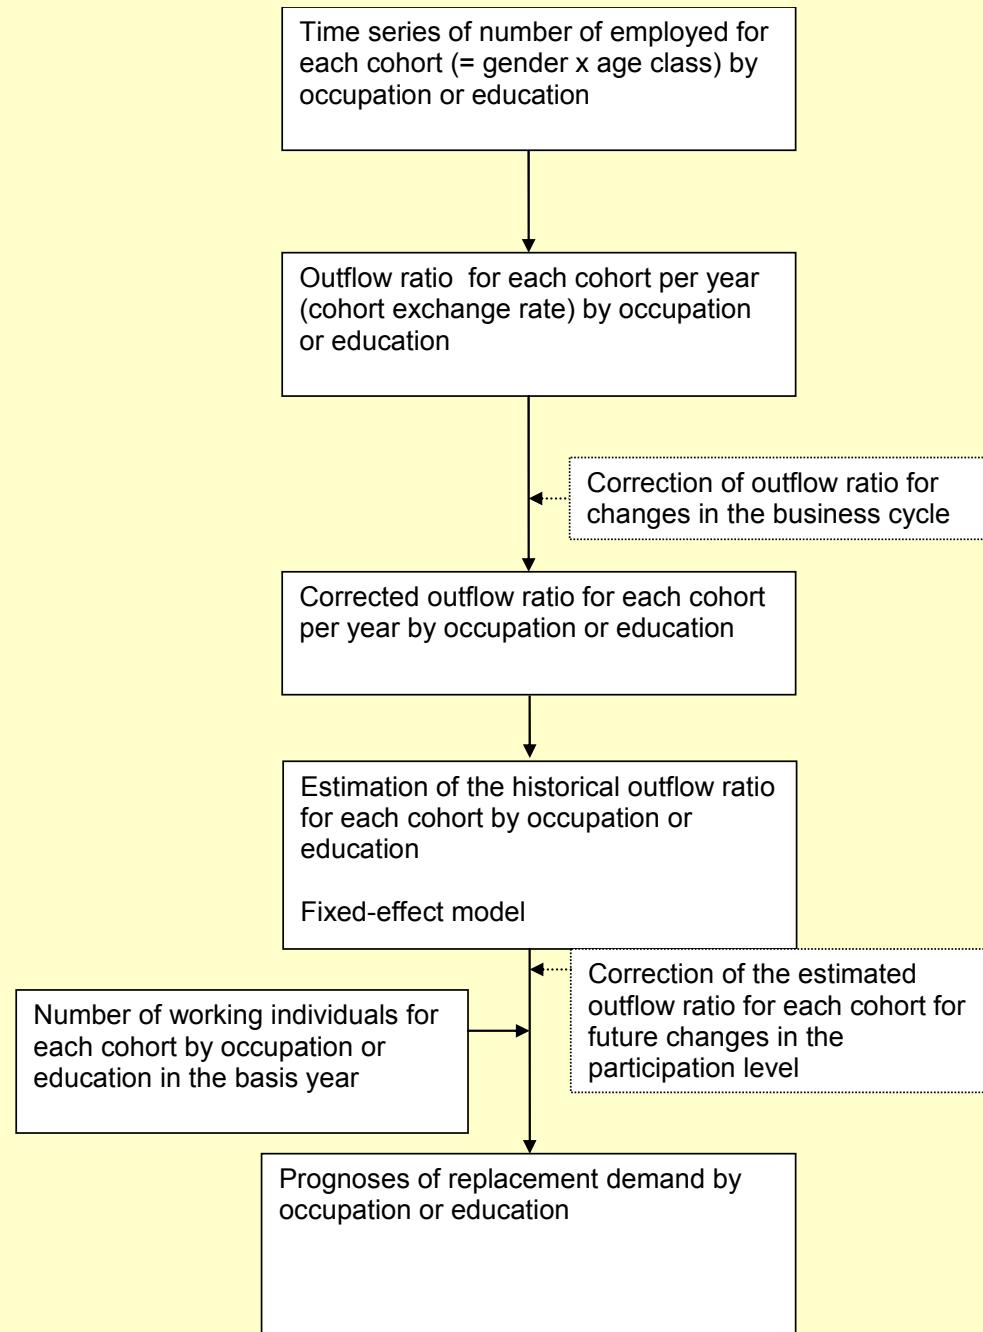 Time series of number of employed for
each cohort (= gender x age class) by
occupation or education
Outflow ratio  for each cohort per year
(cohort exchange rate) by occupation
or education
Correction of outflow ratio for
changes in the business cycle
Corrected outflow ratio for each cohort
per year by occupation or education
Estimation of the historical outflow ratio
for each cohort by occupation or
education
Fixed-effect model
Correction of the estimated
outflow ratio for each cohort for
future changes in the
participation level
Number of working individuals for
each cohort by occupation or
education in the basis year
Prognoses of replacement demand by
occupation or education